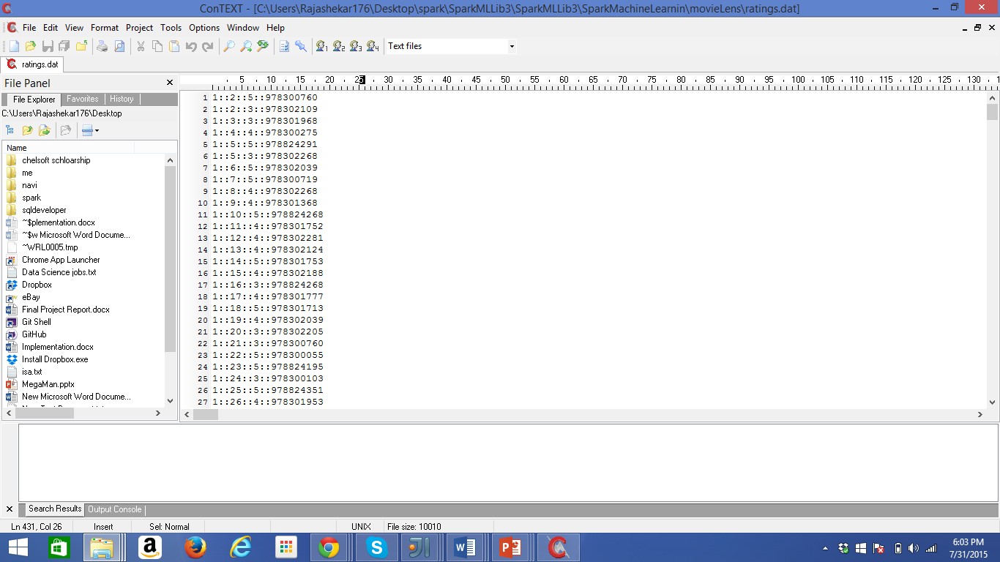 ConTEXT - [C:\Users\Rajashekar176\Desktop\spark\SparkMLLib3\SparkMLLib3\SparkMachineLearnin\movieLens\ratings.dat]
File Edit View Format Project Tools Options Window Help
1 2 3 4 Text files
ratings.dat
File Panel
5 10 15 20 25 30 35 40 45 50 55 60 65 70 75 80 85 90 95 100 105 110 115 120 125 130
File Explorer Favorites History
C:\Users\Rajashekar176\Desktop
Name
chelsoft schloarship
me
navi
spark
sqldeveloper
~$plementation.docx
~$w Microsoft Word Docume...
~WRL0005.tmp
Chrome App Launcher
Data Science jobs.txt
Dropbox
eBay
Final Project Report.docx
Git Shell
GitHub
Implementation.docx
Install Dropbox.exe
isa.txt
MegaMan.pptx
New Microsoft Word Docume...
1 1::2::5::978300760
2 1::2::3::978302109
3 1::3::3::978301968
4 1::4::4::978300275
5 1::5::5::978824291
6 1::5::3::978302268
7 1::6::5::978302039
8 1::7::5::978300719
9 1::8::4::978302268
10 1::9::4::978301368
11 1::10::5::978824268
12 1::11::4::978301752
13 1::12::4::978302281
14 1::13::4::978302124
15 1::14::5::978301753
16 1::15::4::978302188
17 1::16::3::978824268
18 1::17::4::978301777
19 1::18::5::978301713
20 1::19::4::978302039
21 1::20::3::978302205
22 1::21::3::978300760
23 1::22::5::978300055
24 1::23::5::978824195
25 1::24::3::978300103
26 1::25::5::978824351
27 1::26::4::978301953
Search Results Output Console
Ln 431, Col 26 Insert Sel: Normal UNIX File size: 10010
6:03 PM
7/31/2015